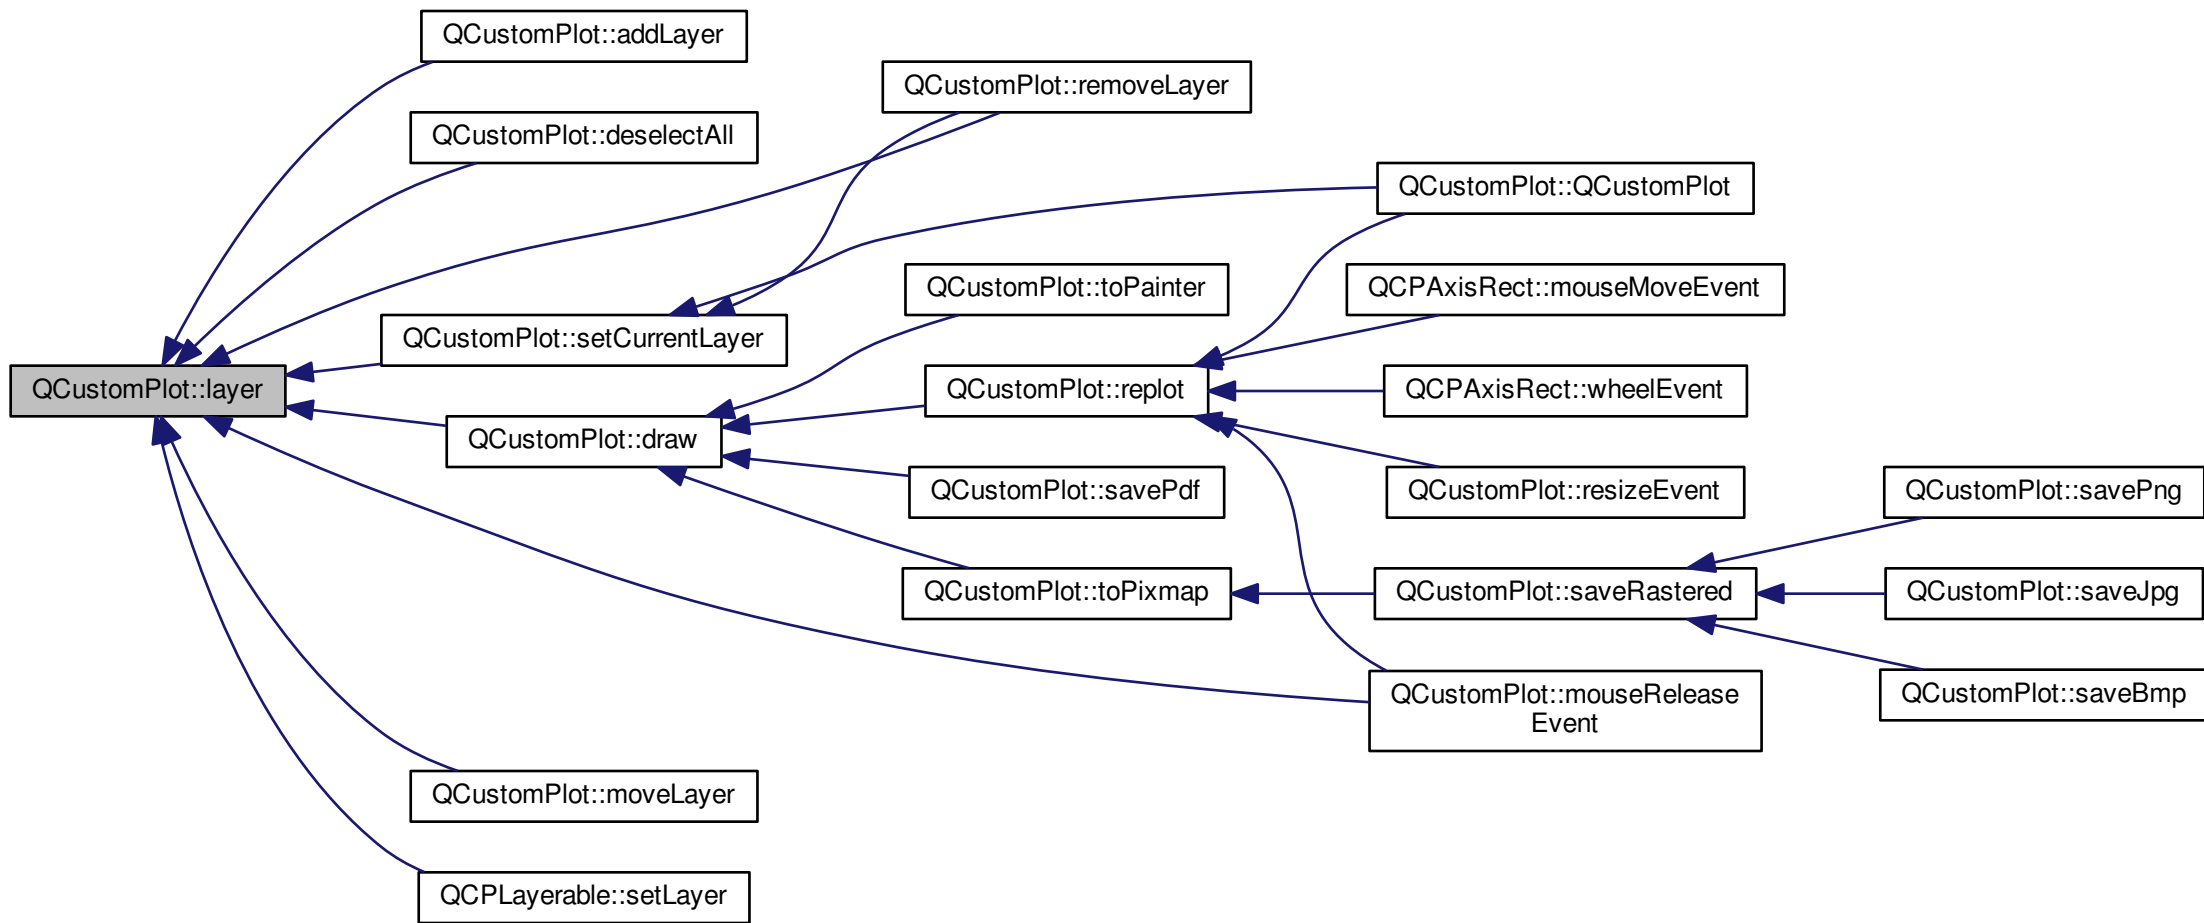 QCustomPlot::addLayer
QCustomPlot::removeLayer
QCustomPlot::deselectAll
QCustomPlot::QCustomPlot
QCustomPlot::toPainter
QCPAxisRect::mouseMoveEvent
QCustomPlot::setCurrentLayer
QCustomPlot::layer
QCustomPlot::replot
QCPAxisRect::wheelEvent
QCustomPlot::draw
QCustomPlot::savePdf
QCustomPlot::resizeEvent
QCustomPlot::savePng
QCustomPlot::toPixmap
QCustomPlot::saveRastered
QCustomPlot::saveJpg
QCustomPlot::mouseRelease
Event
QCustomPlot::saveBmp
QCustomPlot::moveLayer
QCPLayerable::setLayer